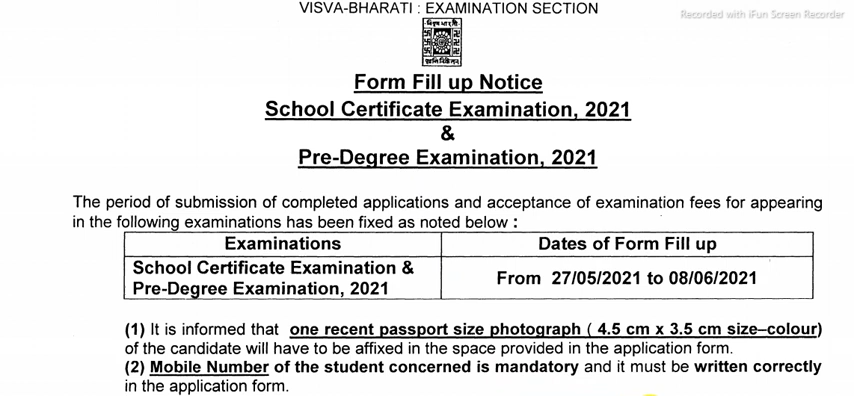 VISVA-BHARATI : EXAMINATION SECTION
Recorded with iFun Screen Recorder
Form Fill up Notice
School Certificate Examination, 2021
&
Pre-Degree Examination, 2021
The period of submission of completed applications and acceptance of examination fees for appearing
in the following examinations has been fixed as noted below :
Examinations Dates of Form Fill up
School Certificate Examination &
Pre-Degree Examination, 2021
From 27/05/2021 to 08/06/2021
(1) It is informed that one recent passport size photograph ( 4.5 cm x 3.5 cm size–colour)
of the candidate will have to be affixed in the space provided in the application form.
(2) Mobile Number of the student concerned is mandatory and it must be written correctly
in the application form.